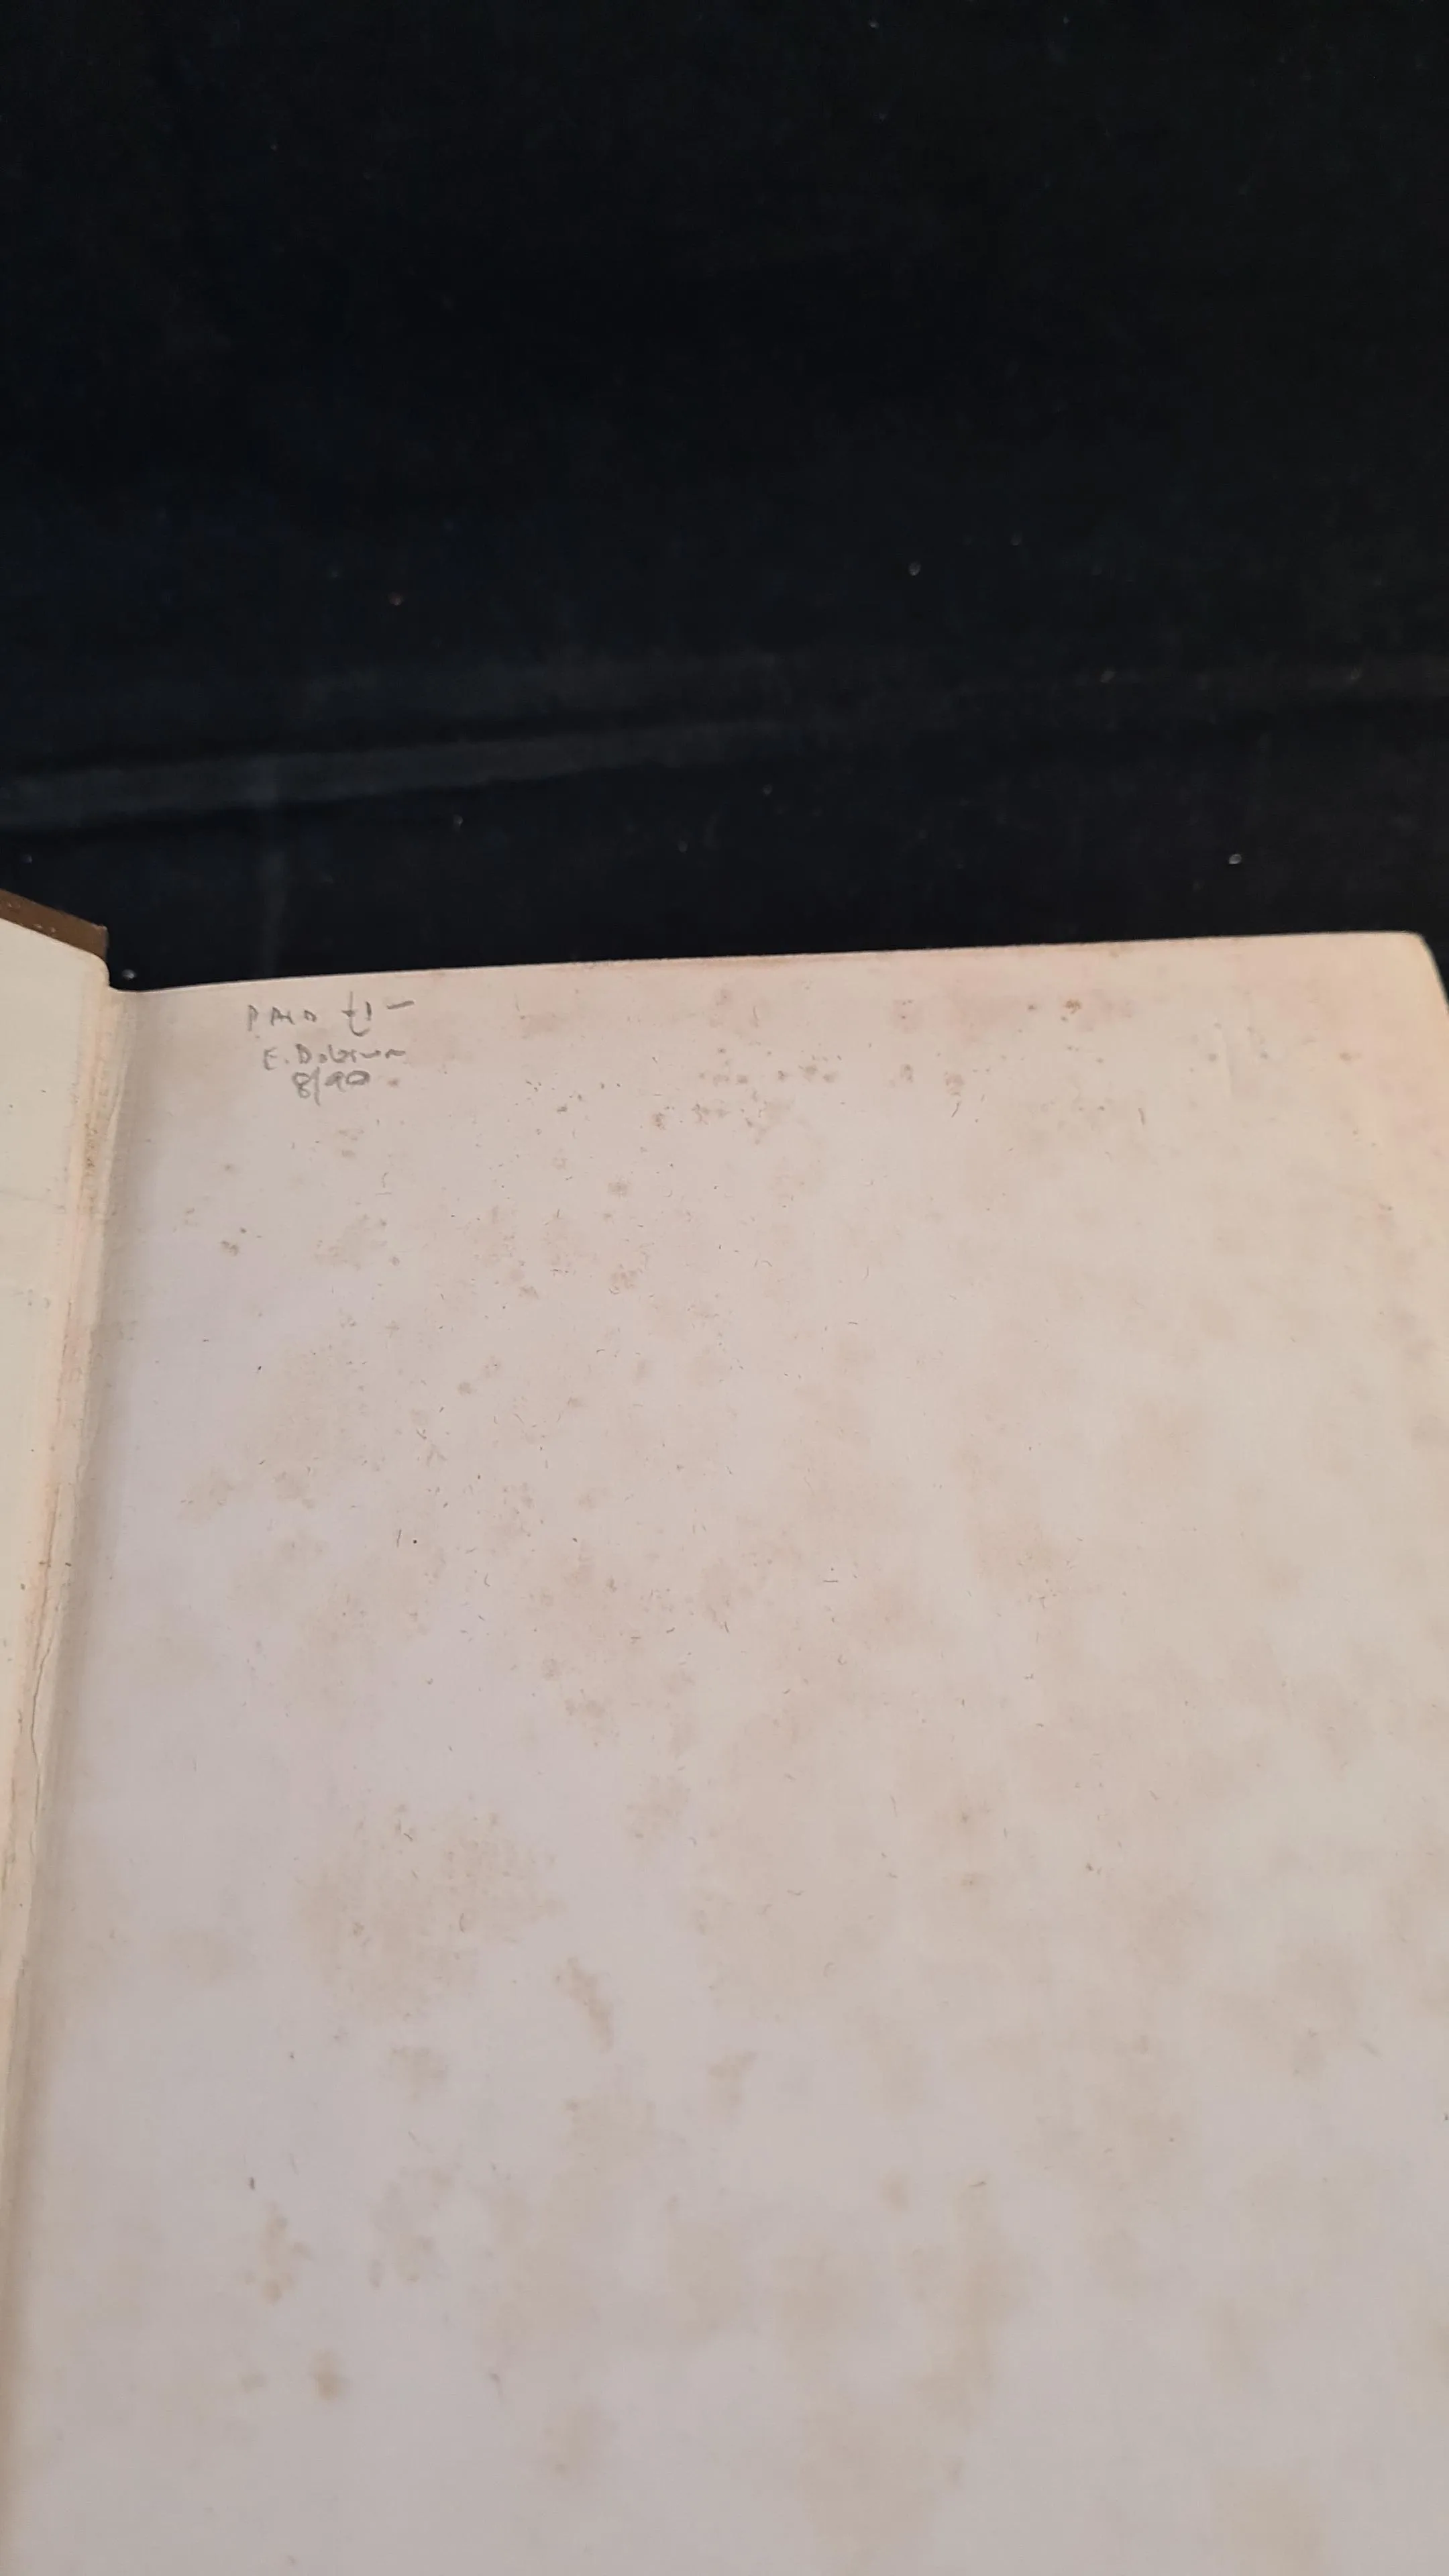 PAID £1-
E. Dobson
8/90